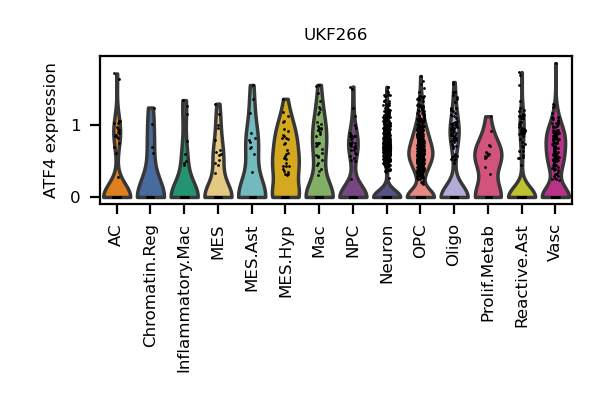 UKF266
ATF4 expression
1
0
AC
Chromatin.Reg
Inflammatory.Mac
MES
MES.Ast
MES.Hyp
Mac
NPC
Neuron
OPC
Oligo
Prolif.Metab
Reactive.Ast
Vasc